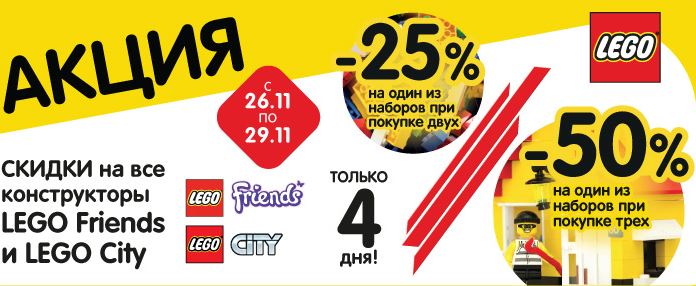 АКЦИЯ
С
26.11
ПО
29.11
-25%
на один из
наборов при
покупке двух
LEGO
СКИДКИ на все
конструкторы
LEGO Friends
и LEGO City
LEGO Friends
LEGO CITY
ТОЛЬКО
4
ДНЯ!
-50%
на один из
наборов при
покупке трех